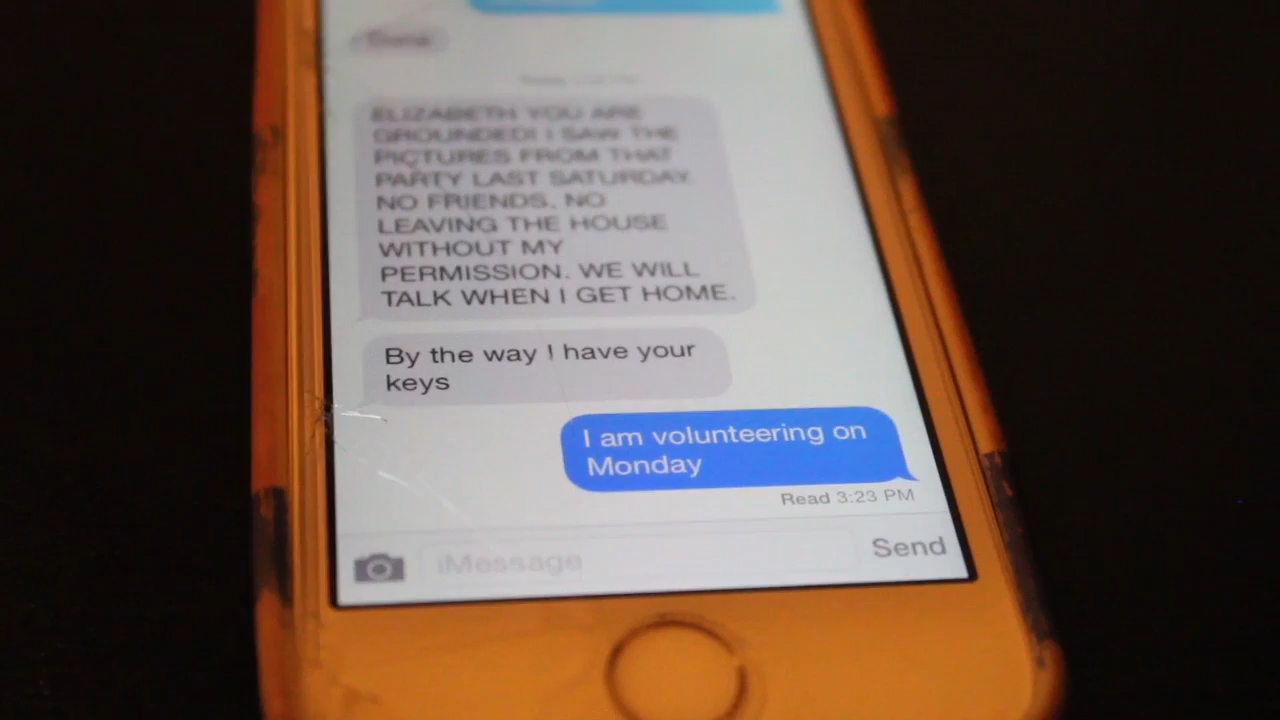 ELIZABETH YOU ARE
GROUNDED! I SAW THE
PICTURES FROM THAT
PARTY LAST SATURDAY.
NO FRIENDS, NO
LEAVING THE HOUSE
WITHOUT MY
PERMISSION. WE WILL
TALK WHEN I GET HOME.
By the way I have your
keys
I am volunteering on
Monday
Read 3:23 PM
iMessage
Send